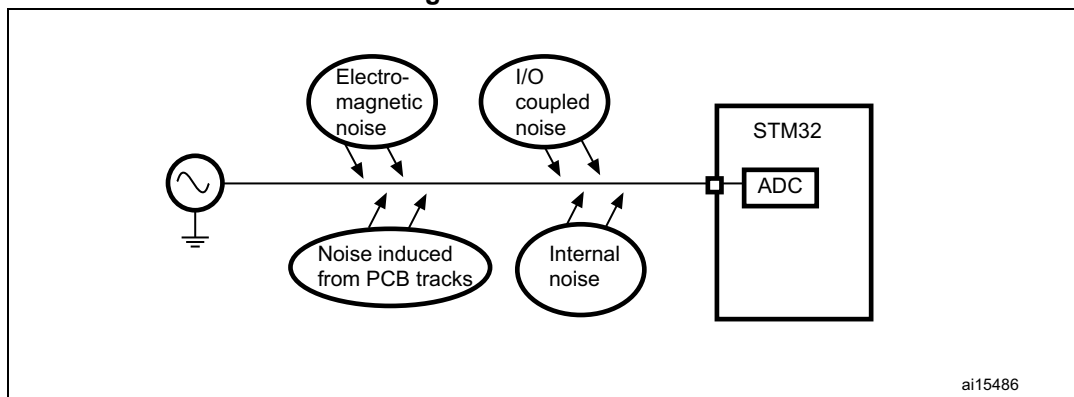 Electro-
magnetic
noise
I/O
coupled
noise
STM32
ADC
Noise induced
from PCB tracks
Internal
noise
ai15486